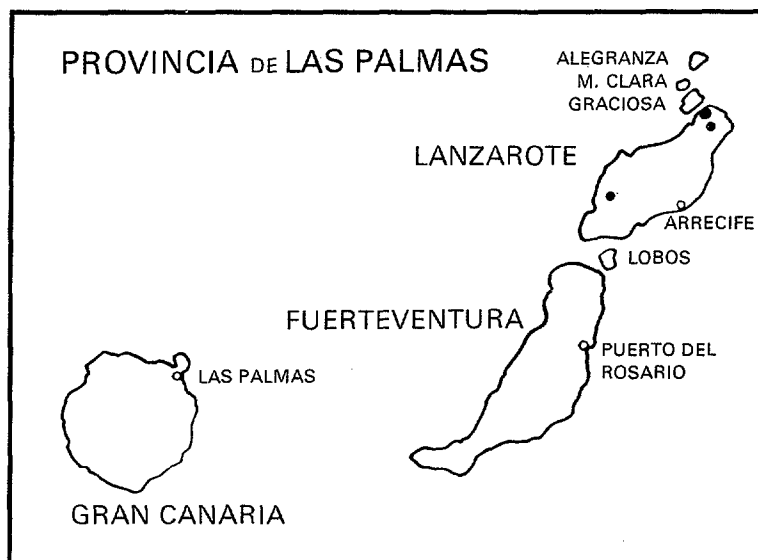 PROVINCIA DE LAS PALMAS
ALEGRANZA
M. CLARA
GRACIOSA
LANZAROTE
ARRECIFE
LOBOS
FUERTEVENTURA
PUERTO DEL
ROSARIO
LAS PALMAS
GRAN CANARIA